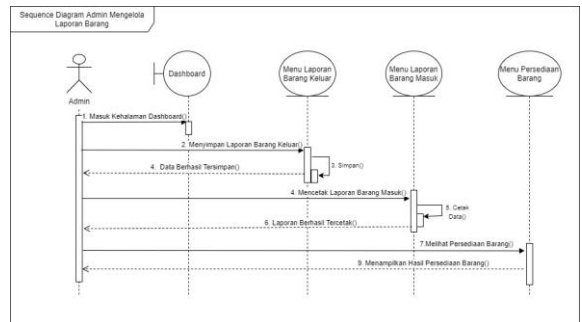 Sequence Diagram Admin Mengelola
Laporan Barang
Dashboard
Menu Laporan
Barang Keluar
Menu Laporan
Barang Masuk
Menu Persediaan
Barang
Admin
1. Masuk Kehalaman Dashboard()
2. Menyimpan Laporan Barang Keluar()
3. Simpan()
4. Data Berhasil Tersimpan()
4. Mencetak Laporan Barang Masuk()
5. Cetak
Data()
6. Laporan Berhasil Tercetak()
7.Melihat Persediaan Barang()
9. Menampilkan Hasil Persediaan Barang()